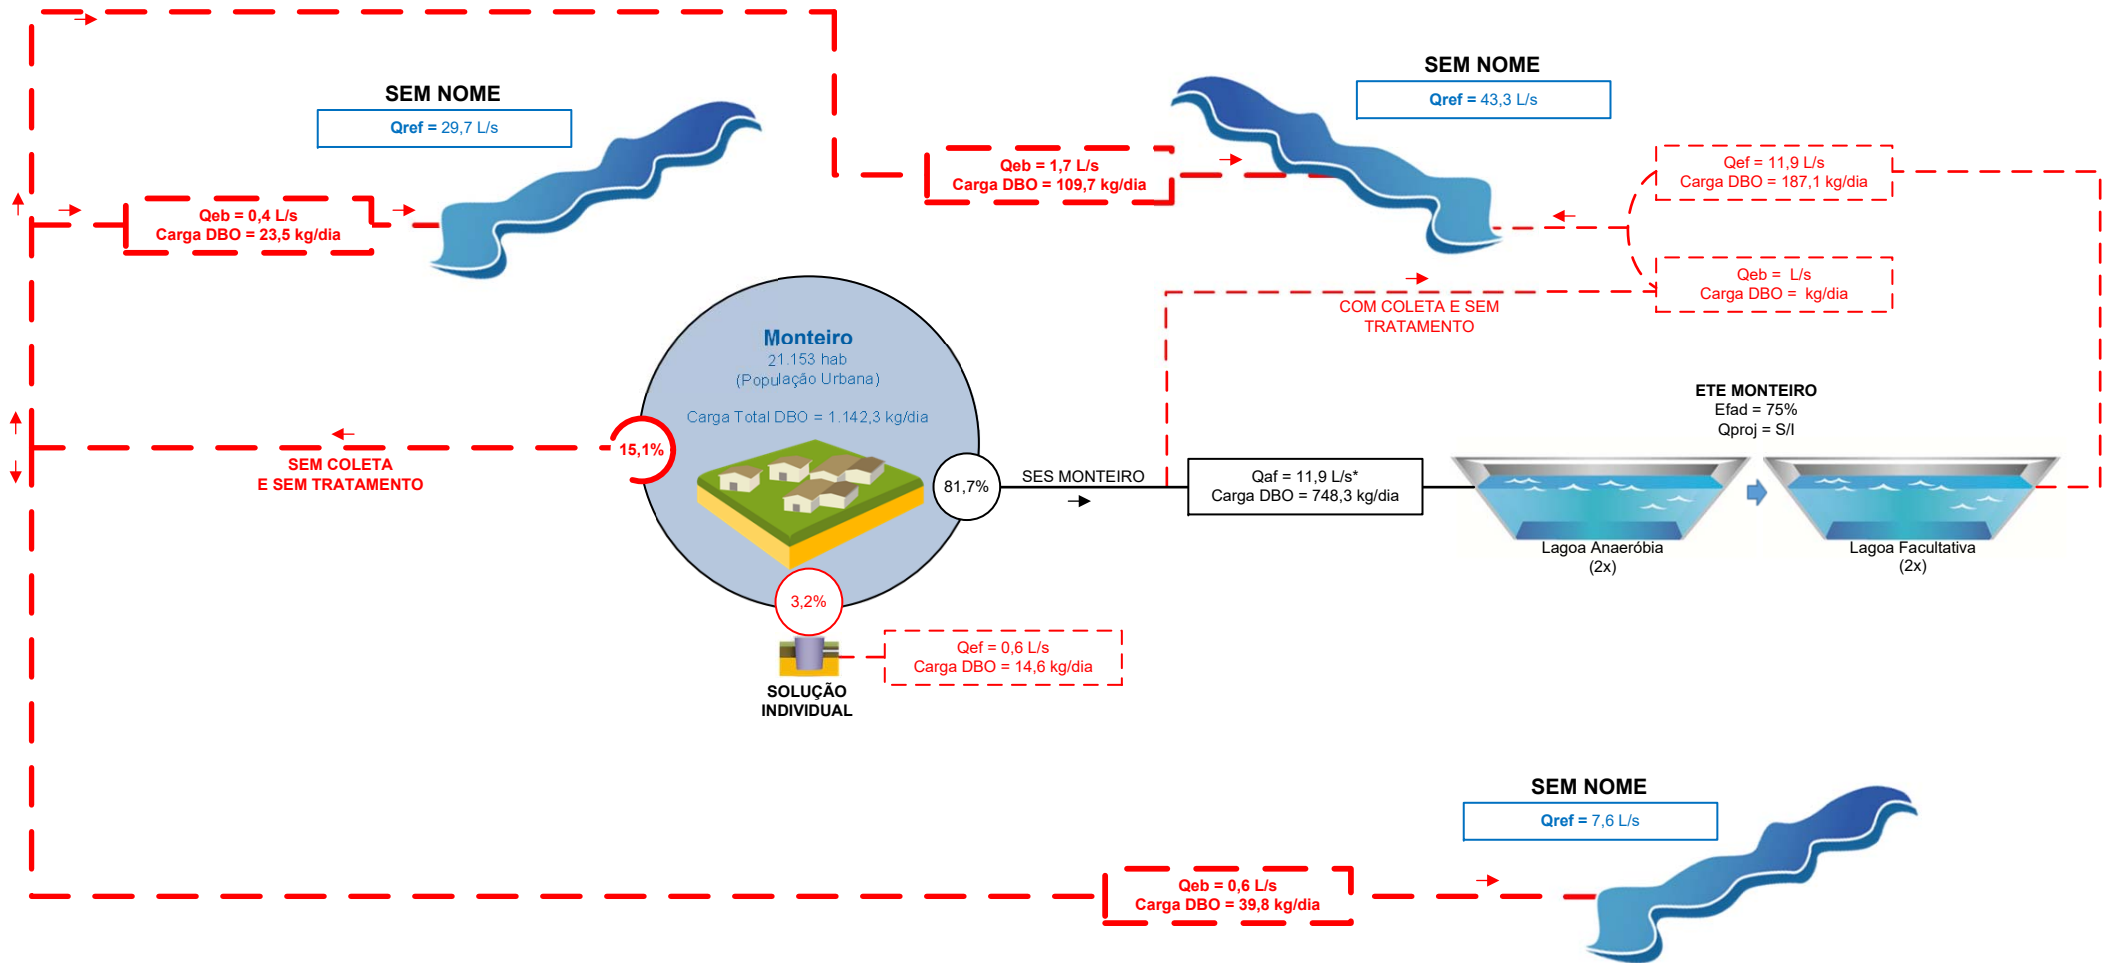 SEM NOME
Qref = 29,7 L/s
SEM NOME
Qref = 43,3 L/s
Qeb = 0,4 L/s
Carga DBO = 23,5 kg/dia
Qeb = 1,7 L/s
Carga DBO = 109,7 kg/dia
Qef = 11,9 L/s
Carga DBO = 187,1 kg/dia
Qeb =  L/s
Carga DBO =  kg/dia
COM COLETA E SEM
TRATAMENTO
Monteiro
21.153 hab
(População Urbana)
Carga Total DBO = 1.142,3 kg/dia
15,1%
SEM COLETA
E SEM TRATAMENTO
81,7%
SES MONTEIRO
Qaf = 11,9 L/s*
Carga DBO = 748,3 kg/dia
ETE MONTEIRO
Efad = 75%
Qproj = S/I
Lagoa Anaeróbia
(2x)
Lagoa Facultativa
(2x)
3,2%
SOLUÇÃO
INDIVIDUAL
Qef = 0,6 L/s
Carga DBO = 14,6 kg/dia
SEM NOME
Qref = 7,6 L/s
Qeb = 0,6 L/s
Carga DBO = 39,8 kg/dia